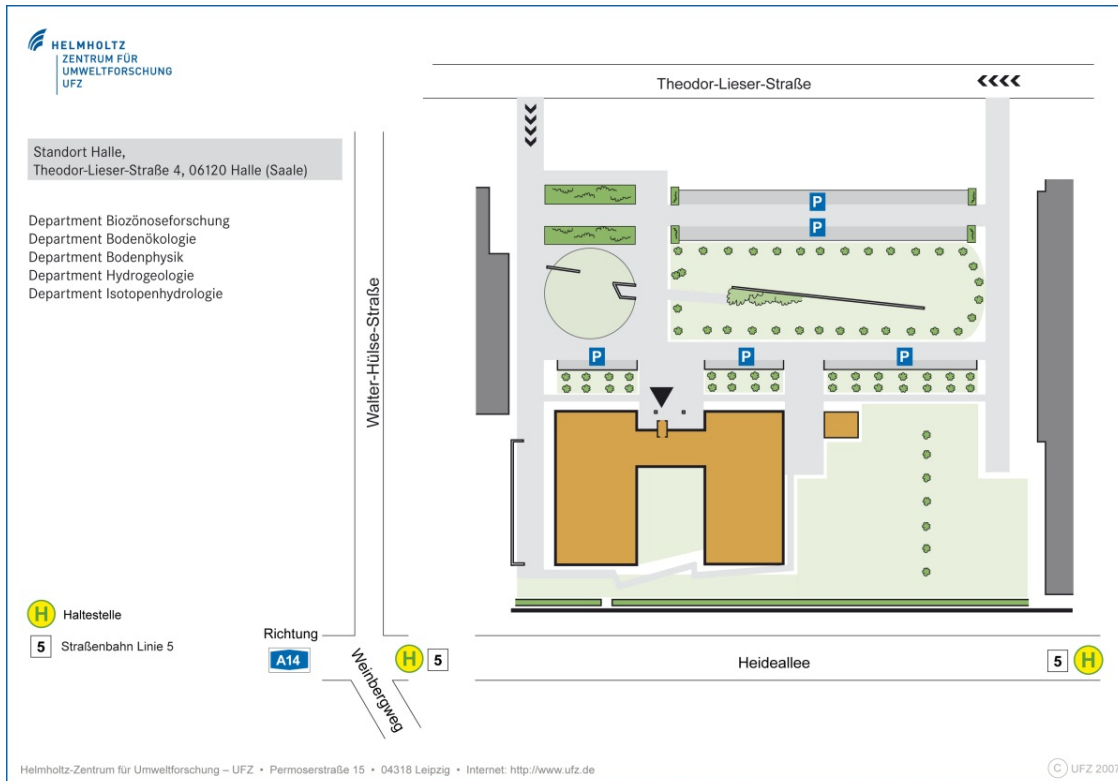 HELMHOLTZ
ZENTRUM FÜR
UMWELTFORSCHUNG
UFZ
Theodor-Lieser-Straße
Standort Halle,
Theodor-Lieser-Straße 4, 06120 Halle (Saale)
Department Biozönoseforschung
Department Bodenökologie
Department Bodenphysik
Department Hydrogeologie
Department Isotopenhydrologie
P
P
Walter-Hülse-Straße
P
P
P
H Haltestelle
5 Straßenbahn Linie 5
Richtung
A14
Weinbergweg
H 5
Heideallee
5 H
Helmholtz-Zentrum für Umweltforschung – UFZ • Permoserstraße 15 • 04318 Leipzig • Internet: http://www.ufz.de
C UFZ 2007